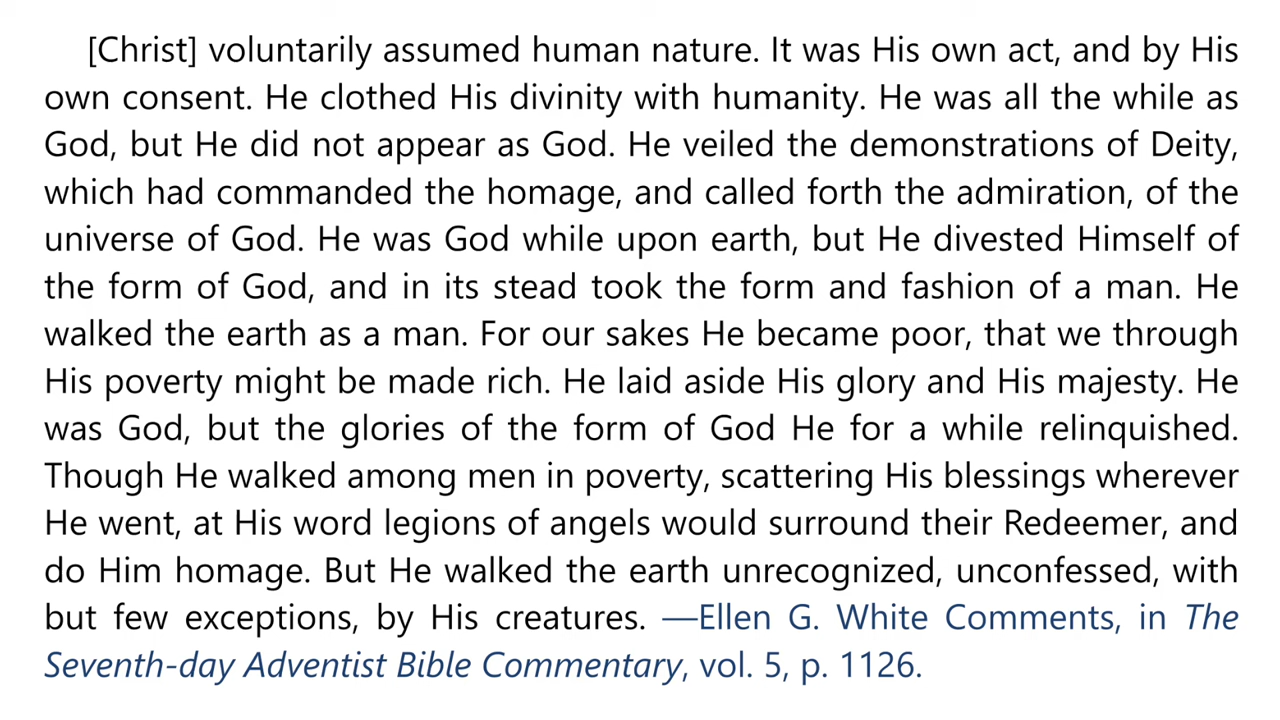 [Christ] voluntarily assumed human nature. It was His own act, and by His
own consent. He clothed His divinity with humanity. He was all the while as
God, but He did not appear as God. He veiled the demonstrations of Deity,
which had commanded the homage, and called forth the admiration, of the
universe of God. He was God while upon earth, but He divested Himself of
the form of God, and in its stead took the form and fashion of a man. He
walked the earth as a man. For our sakes He became poor, that we through
His poverty might be made rich. He laid aside His glory and His majesty. He
was God, but the glories of the form of God He for a while relinquished.
Though He walked among men in poverty, scattering His blessings wherever
He went, at His word legions of angels would surround their Redeemer, and
do Him homage. But He walked the earth unrecognized, unconfessed, with
but few exceptions, by His creatures. —Ellen G. White Comments, in The
Seventh-day Adventist Bible Commentary, vol. 5, p. 1126.